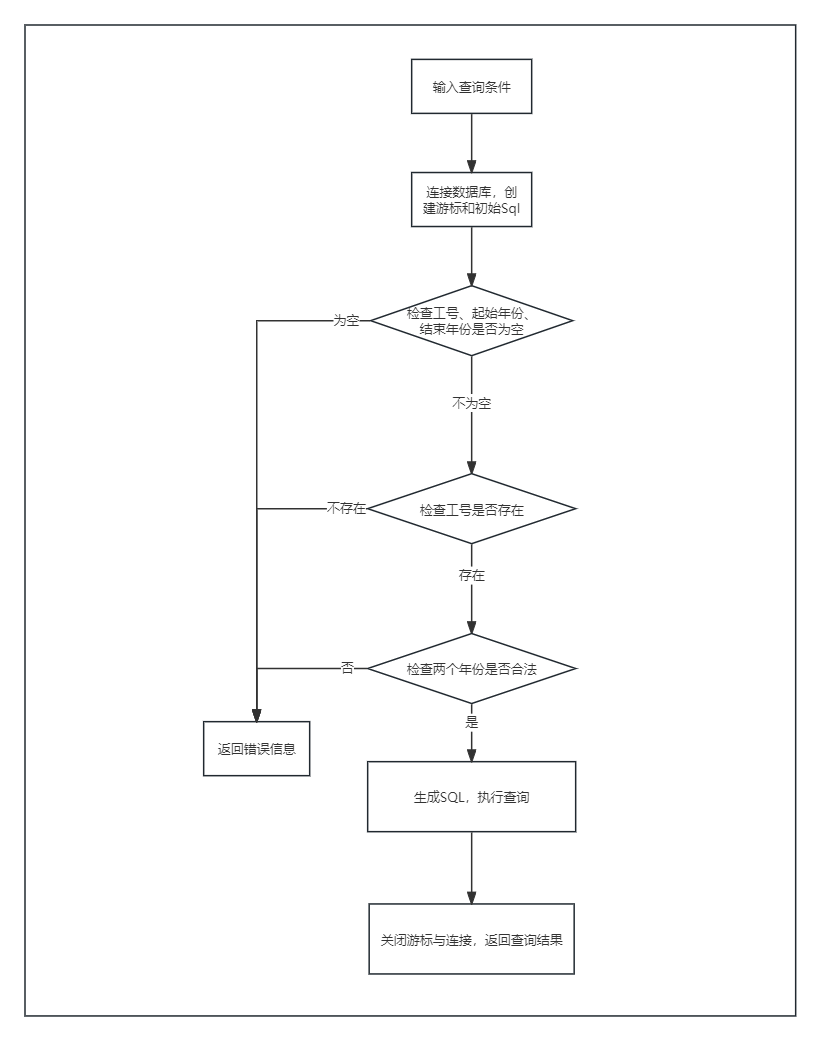 输入查询条件
连接数据库，创
建游标和初始Sql
检查工号、起始年份、
结束年份是否为空
为空
不为空
检查工号是否存在
不存在
存在
检查两个年份是否合法
否
是
返回错误信息
生成SQL，执行查询
关闭游标与连接，返回查询结果